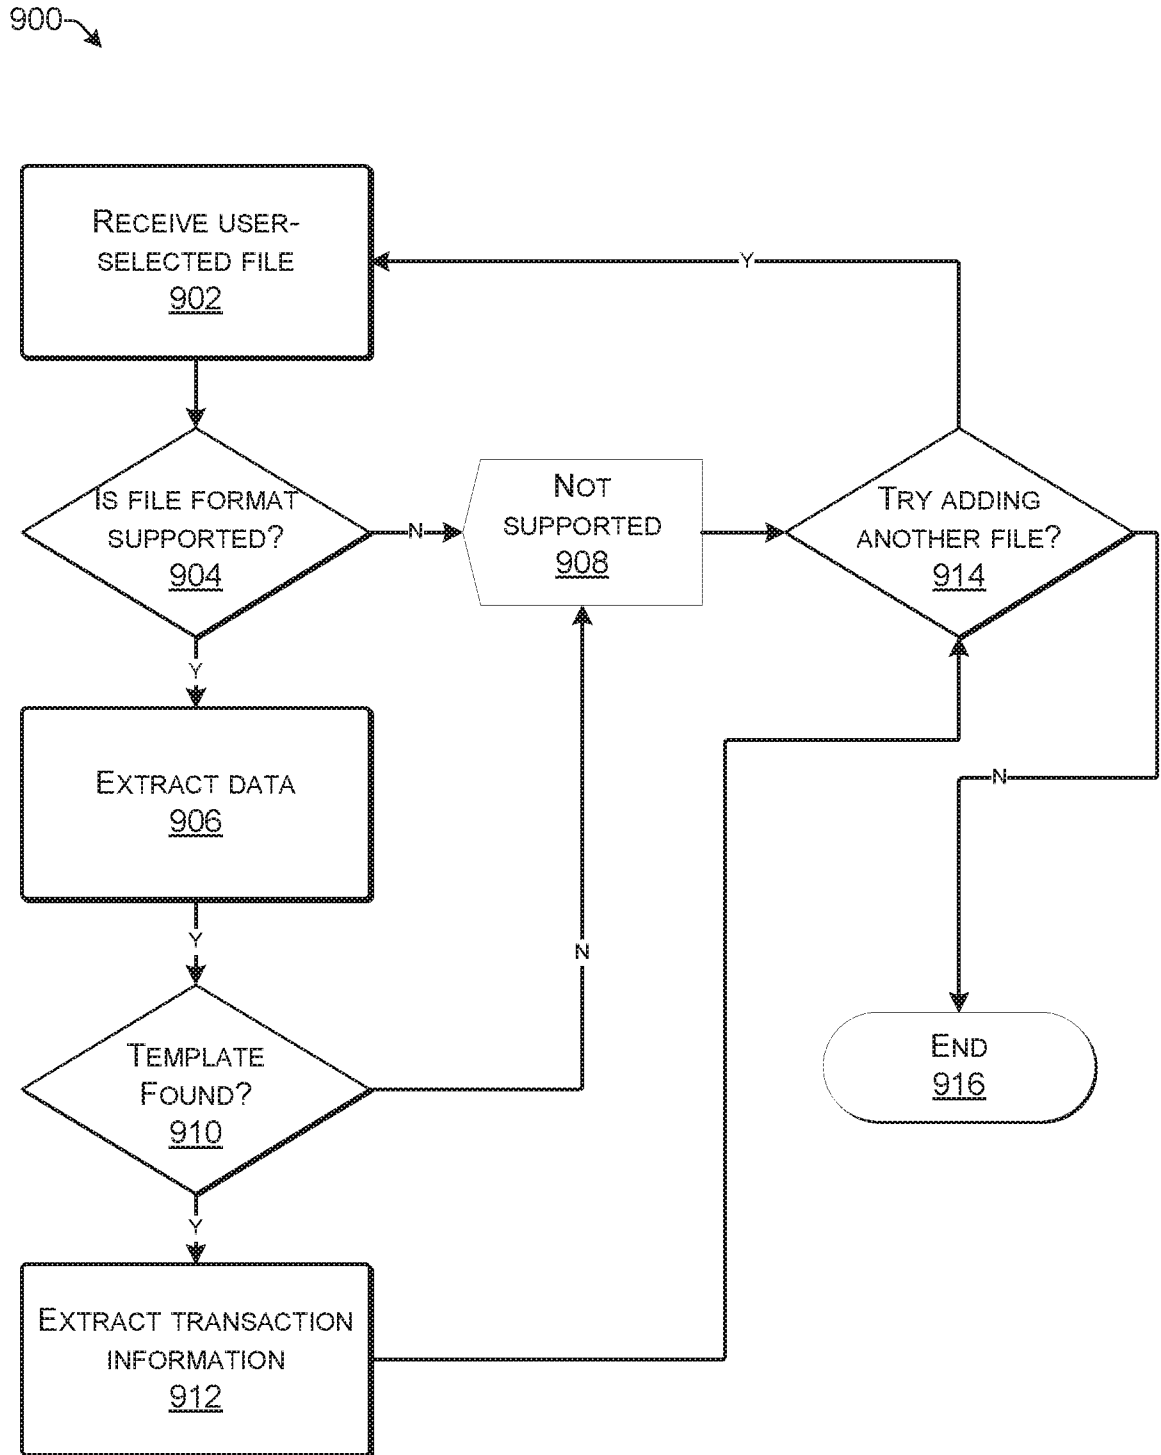 900
RECEIVE USER-
SELECTED FILE
902
Y
IS FILE FORMAT
SUPPORTED?
904
N
NOT
SUPPORTED
908
TRY ADDING
ANOTHER FILE?
914
Y
EXTRACT DATA
906
N
Y
N
TEMPLATE
FOUND?
910
END
916
Y
EXTRACT TRANSACTION
INFORMATION
912